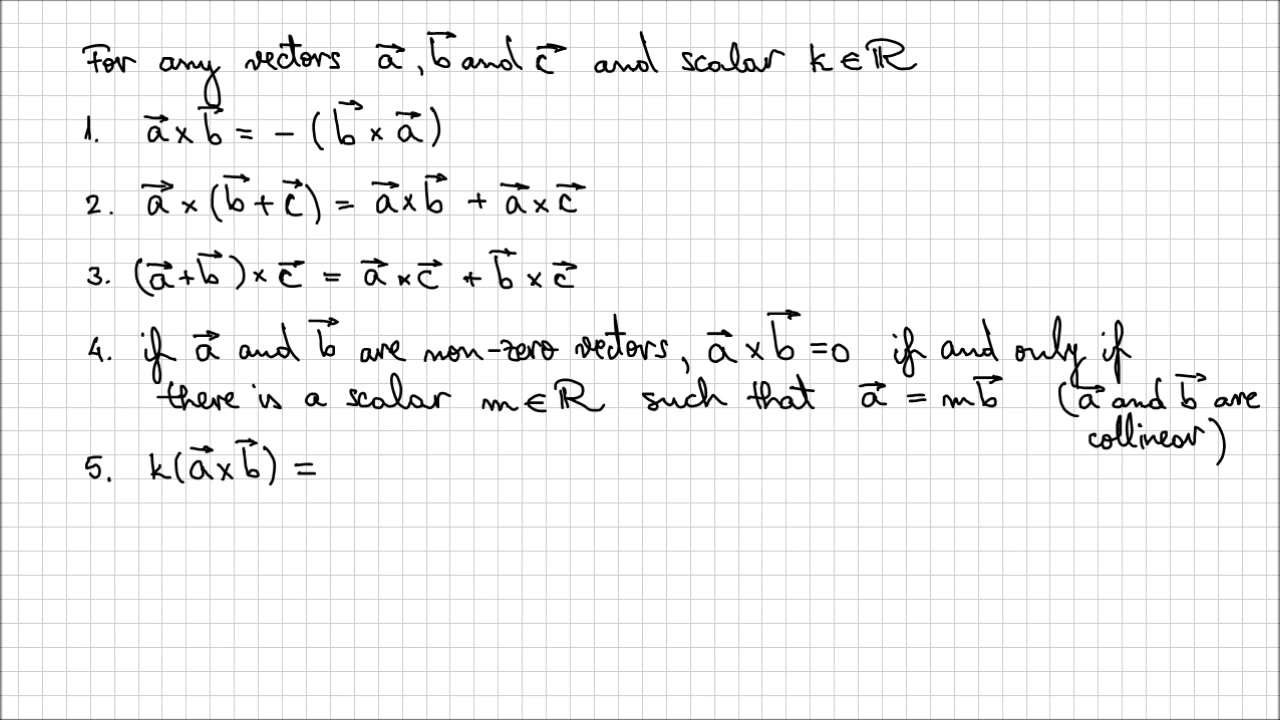 For any vectors a⃗, b⃗ and c⃗ and scalar k ∈ ℝ
1. a⃗ × b⃗ = - (b⃗ × a⃗)
2. a⃗ × (b⃗ + c⃗) = a⃗ × b⃗ + a⃗ × c⃗
3. (a⃗ + b⃗) × c⃗ = a⃗ × c⃗ + b⃗ × c⃗
4. if a⃗ and b⃗ are non-zero vectors, a⃗ × b⃗ = 0 if and only if
there is a scalar m ∈ ℝ such that a⃗ = m b⃗ (a⃗ and b⃗ are
collinear)
5. k(a⃗ × b⃗) =